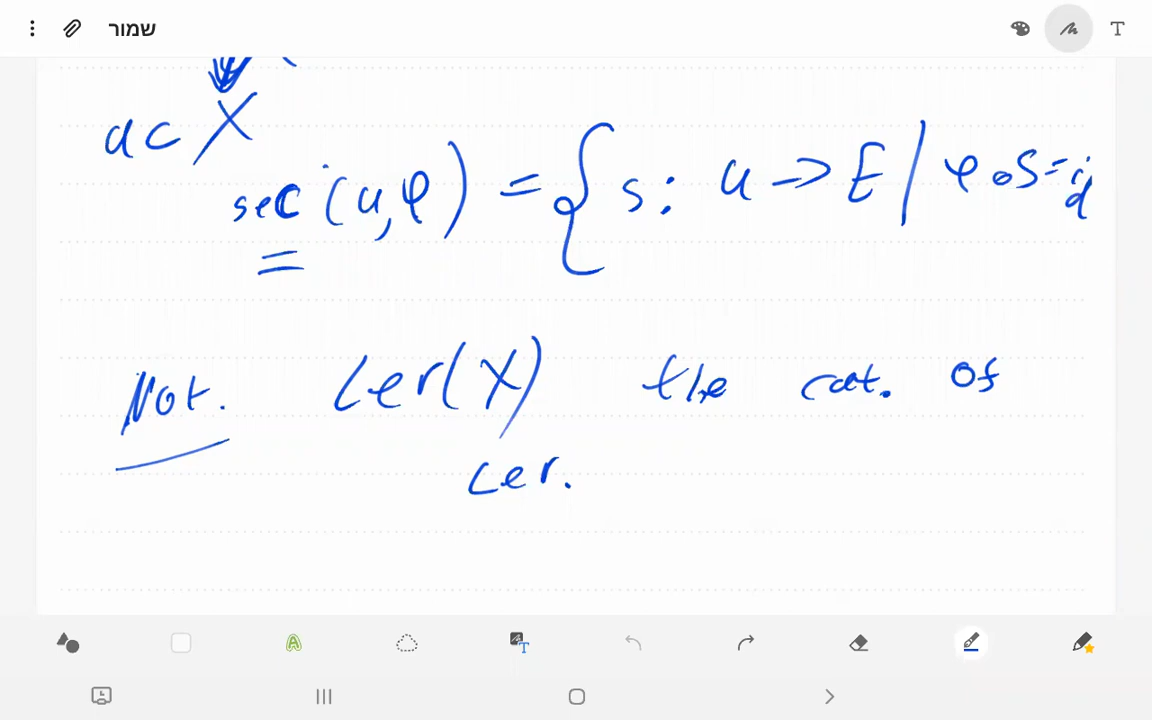 שמור
T
u ⊂ X
sec (u, φ) = { s: u → E | φ∘s = id
Not. Ler(X) the cat. of
Ler.